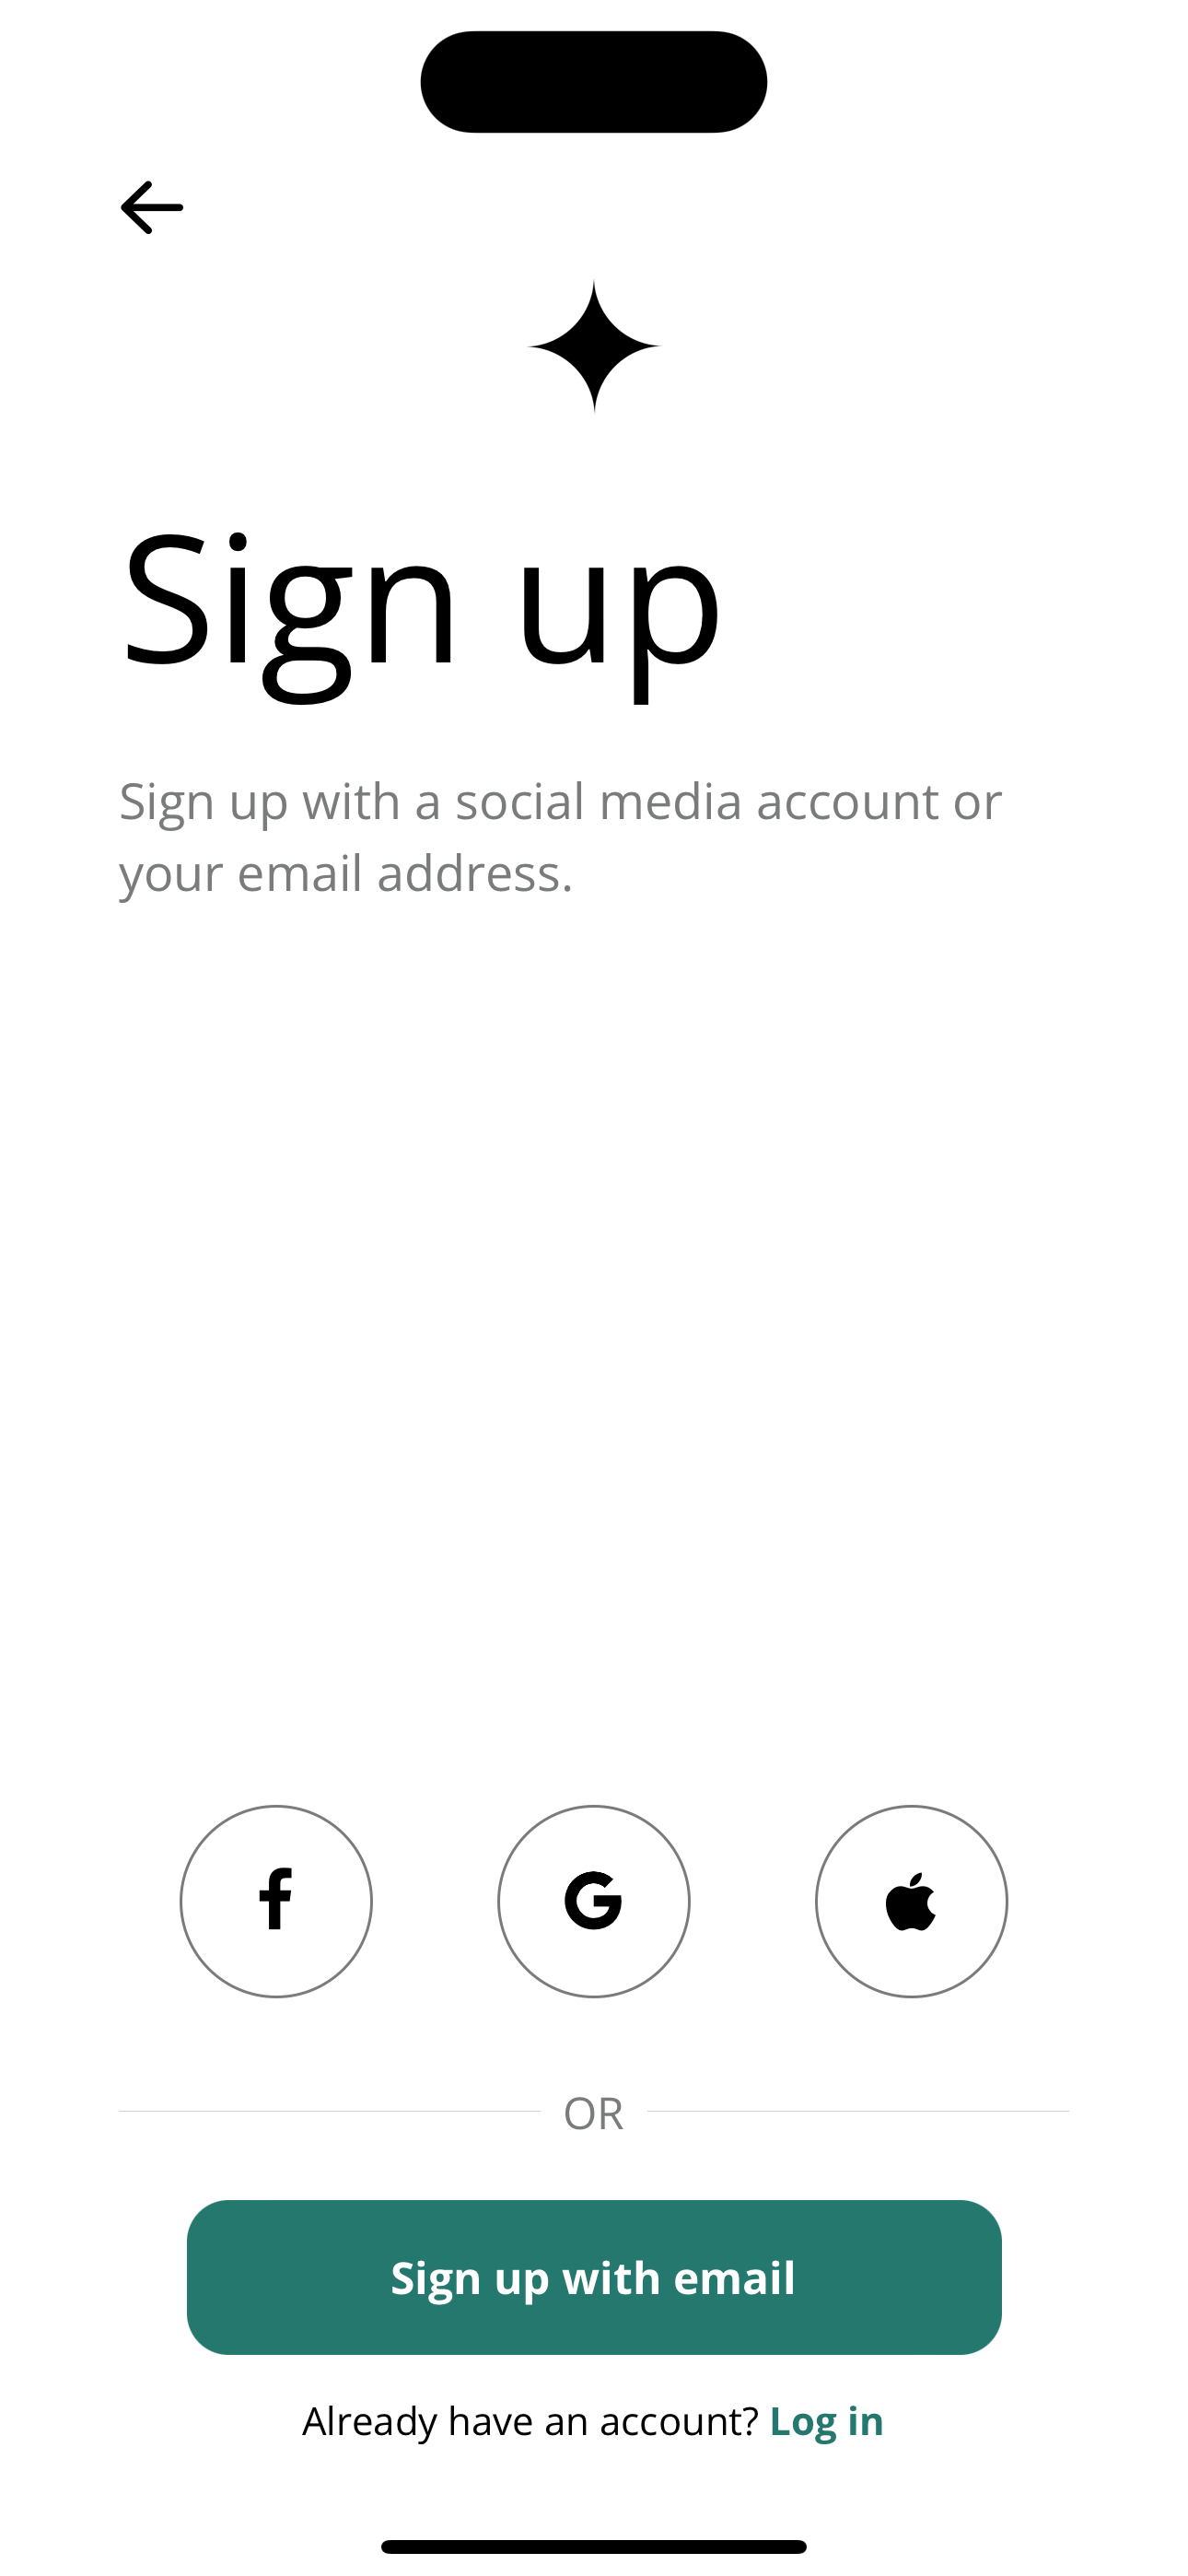 Sign up
Sign up with a social media account or
your email address.
OR
Sign up with email
Already have an account? Log in